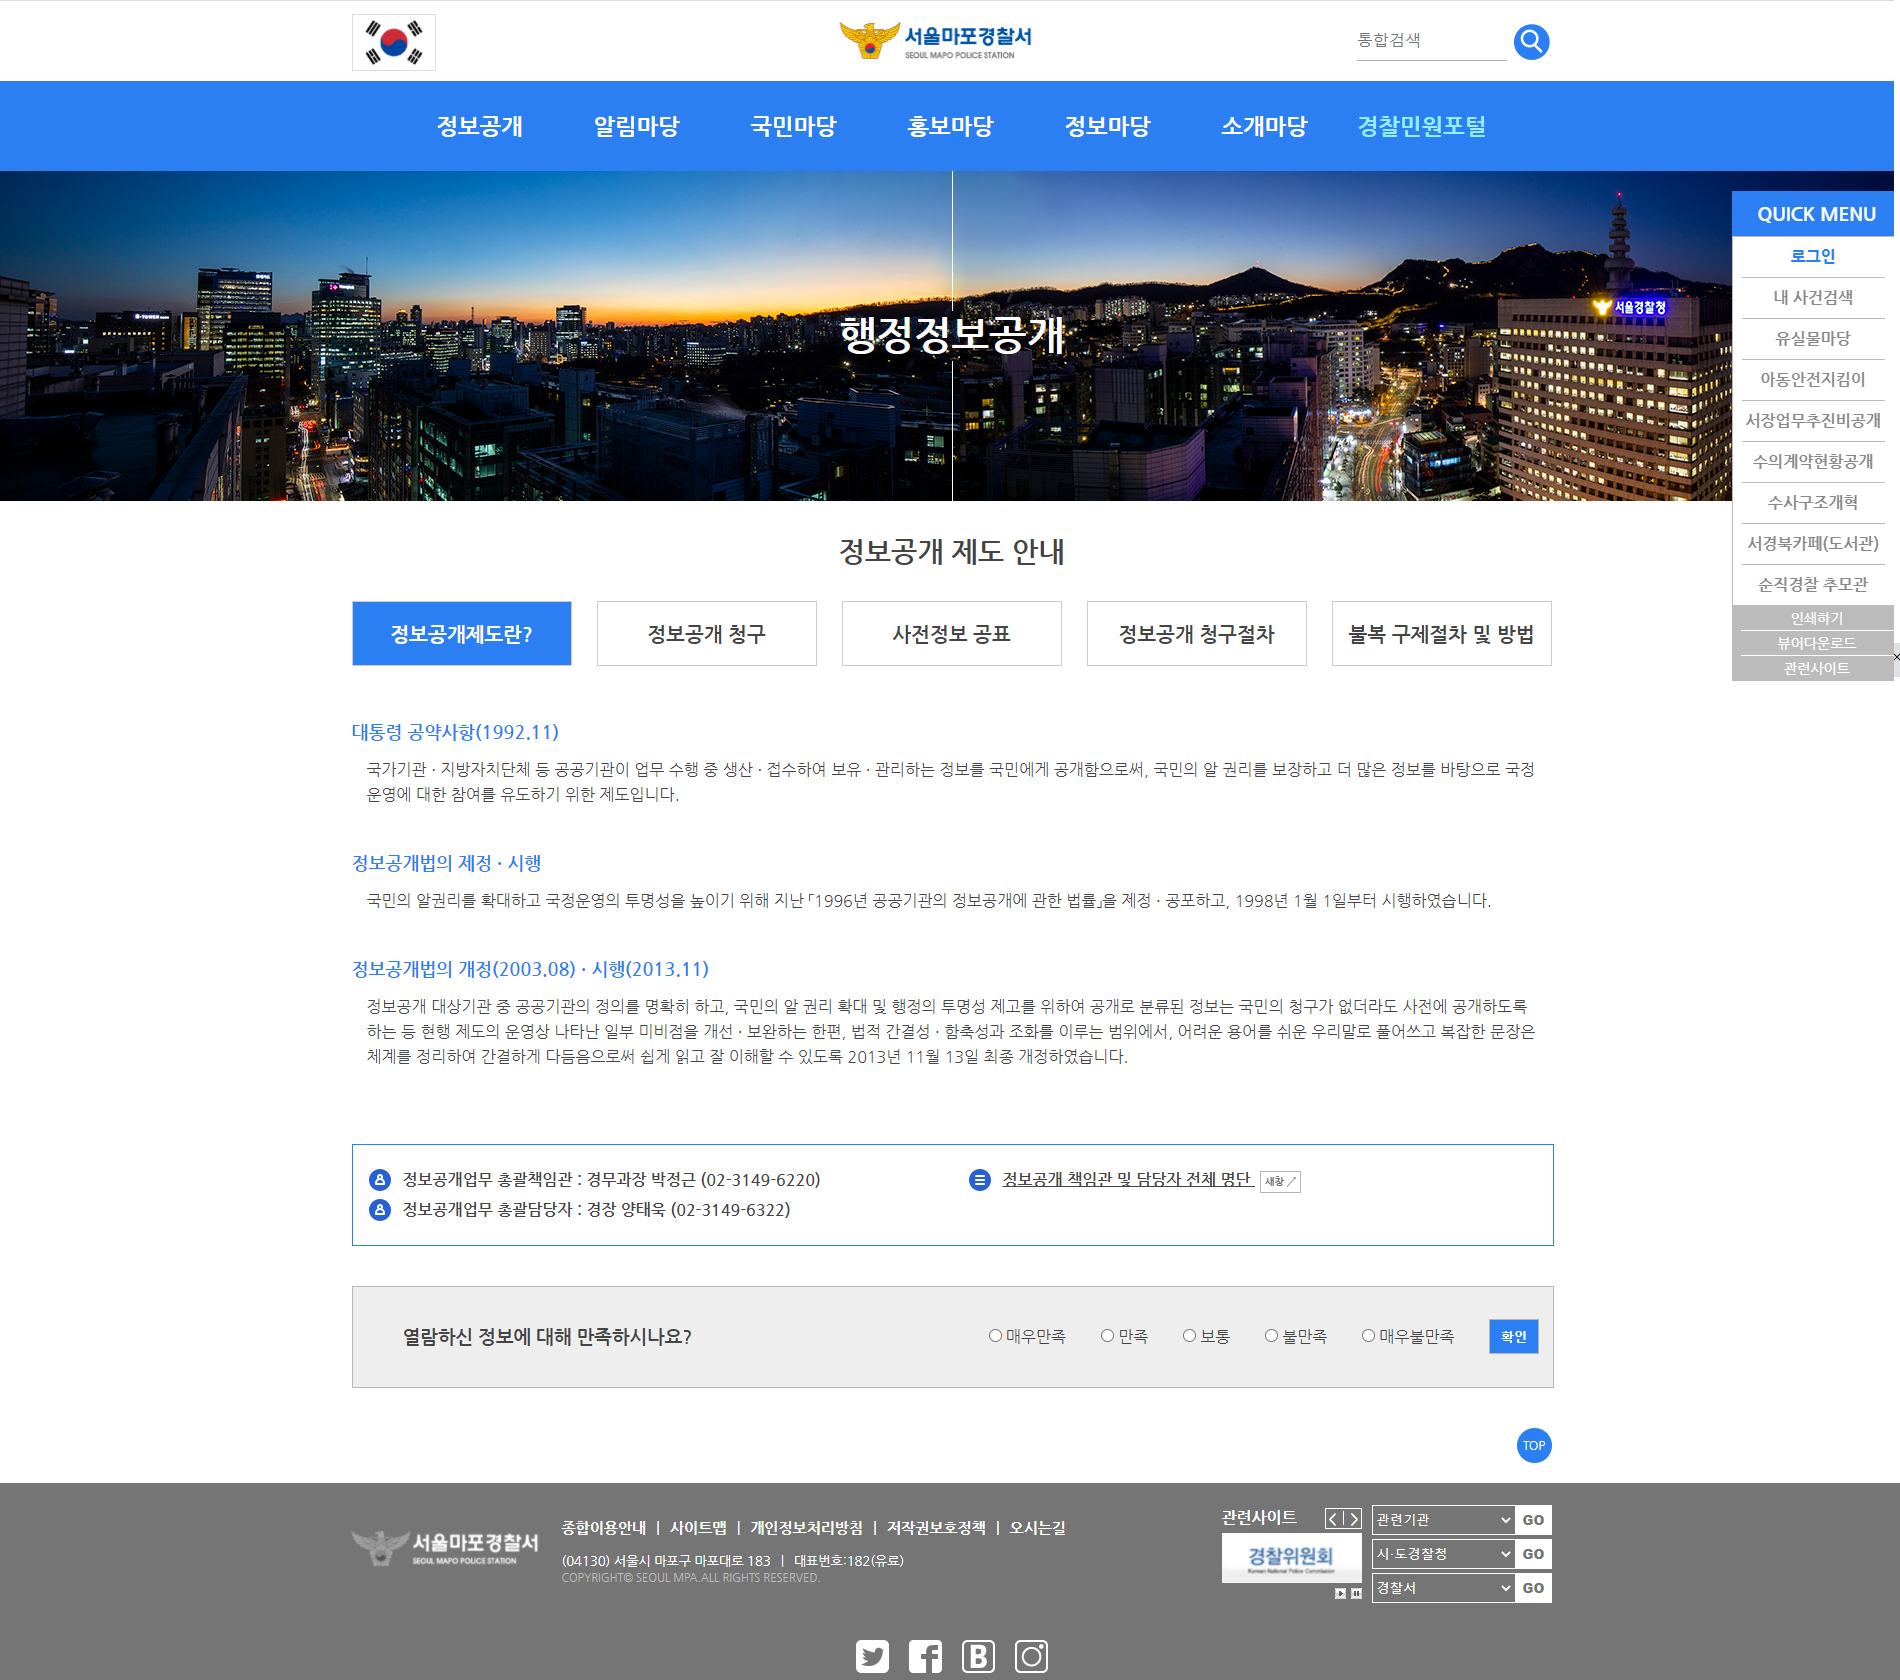 서울마포경찰서
SEOUL MAPO POLICE STATION
통합검색
정보공개 알림마당 국민마당 홍보마당 정보마당 소개마당 경찰민원포털
행정정보공개
서울경찰청
QUICK MENU
로그인
내 사건검색
유실물마당
아동안전지킴이
서장업무추진비공개
수의계약현황공개
수사구조개혁
서경북카페(도서관)
순직경찰 추모관
인쇄하기
뷰어다운로드
관련사이트
×
정보공개 제도 안내
정보공개제도란? 정보공개 청구 사전정보 공표 정보공개 청구절차 불복 구제절차 및 방법
대통령 공약사항(1992.11)
국가기관 · 지방자치단체 등 공공기관이 업무 수행 중 생산 · 접수하여 보유 · 관리하는 정보를 국민에게 공개함으로써, 국민의 알 권리를 보장하고 더 많은 정보를 바탕으로 국정
운영에 대한 참여를 유도하기 위한 제도입니다.
정보공개법의 제정 · 시행
국민의 알권리를 확대하고 국정운영의 투명성을 높이기 위해 지난 「1996년 공공기관의 정보공개에 관한 법률」을 제정 · 공포하고, 1998년 1월 1일부터 시행하였습니다.
정보공개법의 개정(2003.08) · 시행(2013.11)
정보공개 대상기관 중 공공기관의 정의를 명확히 하고, 국민의 알 권리 확대 및 행정의 투명성 제고를 위하여 공개로 분류된 정보는 국민의 청구가 없더라도 사전에 공개하도록
하는 등 현행 제도의 운영상 나타난 일부 미비점을 개선 · 보완하는 한편, 법적 간결성 · 함축성과 조화를 이루는 범위에서, 어려운 용어를 쉬운 우리말로 풀어쓰고 복잡한 문장은
체계를 정리하여 간결하게 다듬음으로써 쉽게 읽고 잘 이해할 수 있도록 2013년 11월 13일 최종 개정하였습니다.
정보공개업무 총괄책임관 : 경무과장 박정근 (02-3149-6220)
정보공개업무 총괄담당자 : 경장 양태욱 (02-3149-6322)
정보공개 책임관 및 담당자 전체 명단 새창
열람하신 정보에 대해 만족하시나요?
매우만족 만족 보통 불만족 매우불만족 확인
TOP
서울마포경찰서
SEOUL MAPO POLICE STATION
종합이용안내 | 사이트맵 | 개인정보처리방침 | 저작권보호정책 | 오시는길
(04130) 서울시 마포구 마포대로 183 | 대표번호:182(유료)
COPYRIGHT© SEOUL MPA.ALL RIGHTS RESERVED.
관련사이트
경찰위원회
Korean National Police Commission
관련기관 GO
시·도경찰청 GO
경찰서 GO